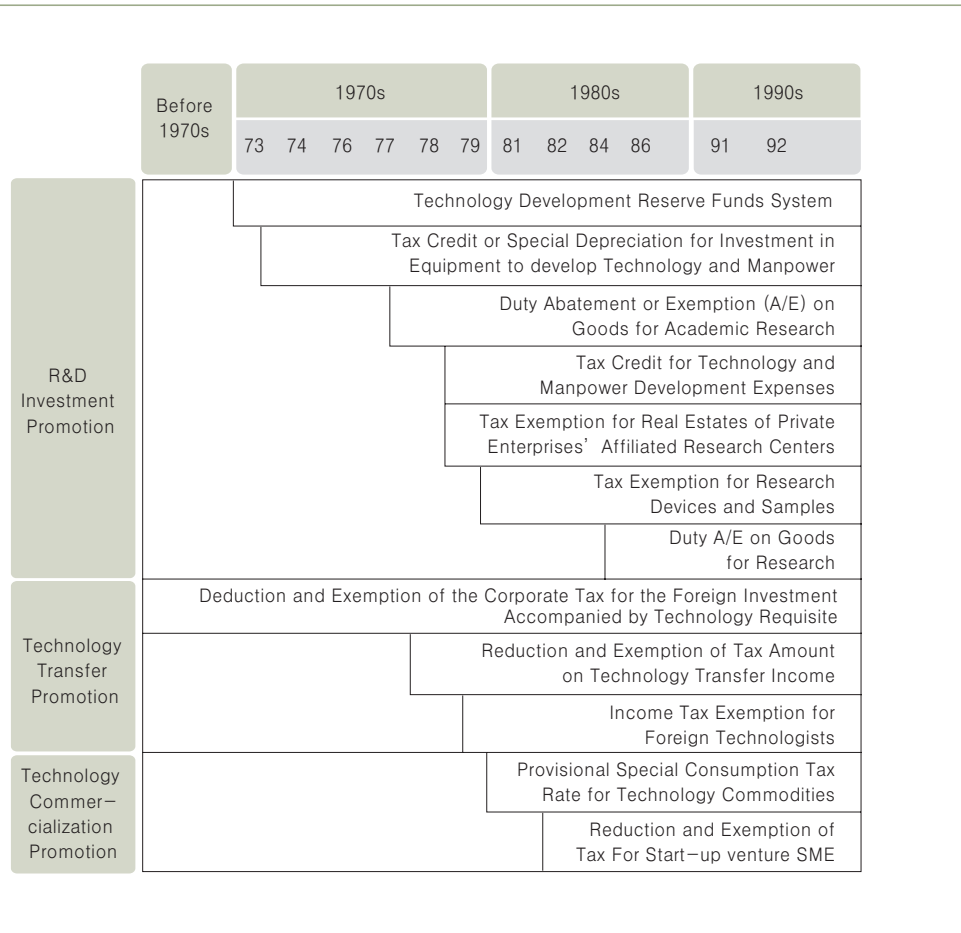 Before
1970s
1970s
1980s
1990s
73 74 76 77 78 79 81 82 84 86 91 92
R&D
Investment
Promotion
Technology Development Reserve Funds System
Tax Credit or Special Depreciation for Investment in
Equipment to develop Technology and Manpower
Duty Abatement or Exemption (A/E) on
Goods for Academic Research
Tax Credit for Technology and
Manpower Development Expenses
Tax Exemption for Real Estates of Private
Enterprises’ Affiliated Research Centers
Tax Exemption for Research
Devices and Samples
Duty A/E on Goods
for Research
Technology
Transfer
Promotion
Deduction and Exemption of the Corporate Tax for the Foreign Investment
Accompanied by Technology Requisite
Reduction and Exemption of Tax Amount
on Technology Transfer Income
Income Tax Exemption for
Foreign Technologists
Technology
Commer-
cialization
Promotion
Provisional Special Consumption Tax
Rate for Technology Commodities
Reduction and Exemption of
Tax For Start-up venture SME